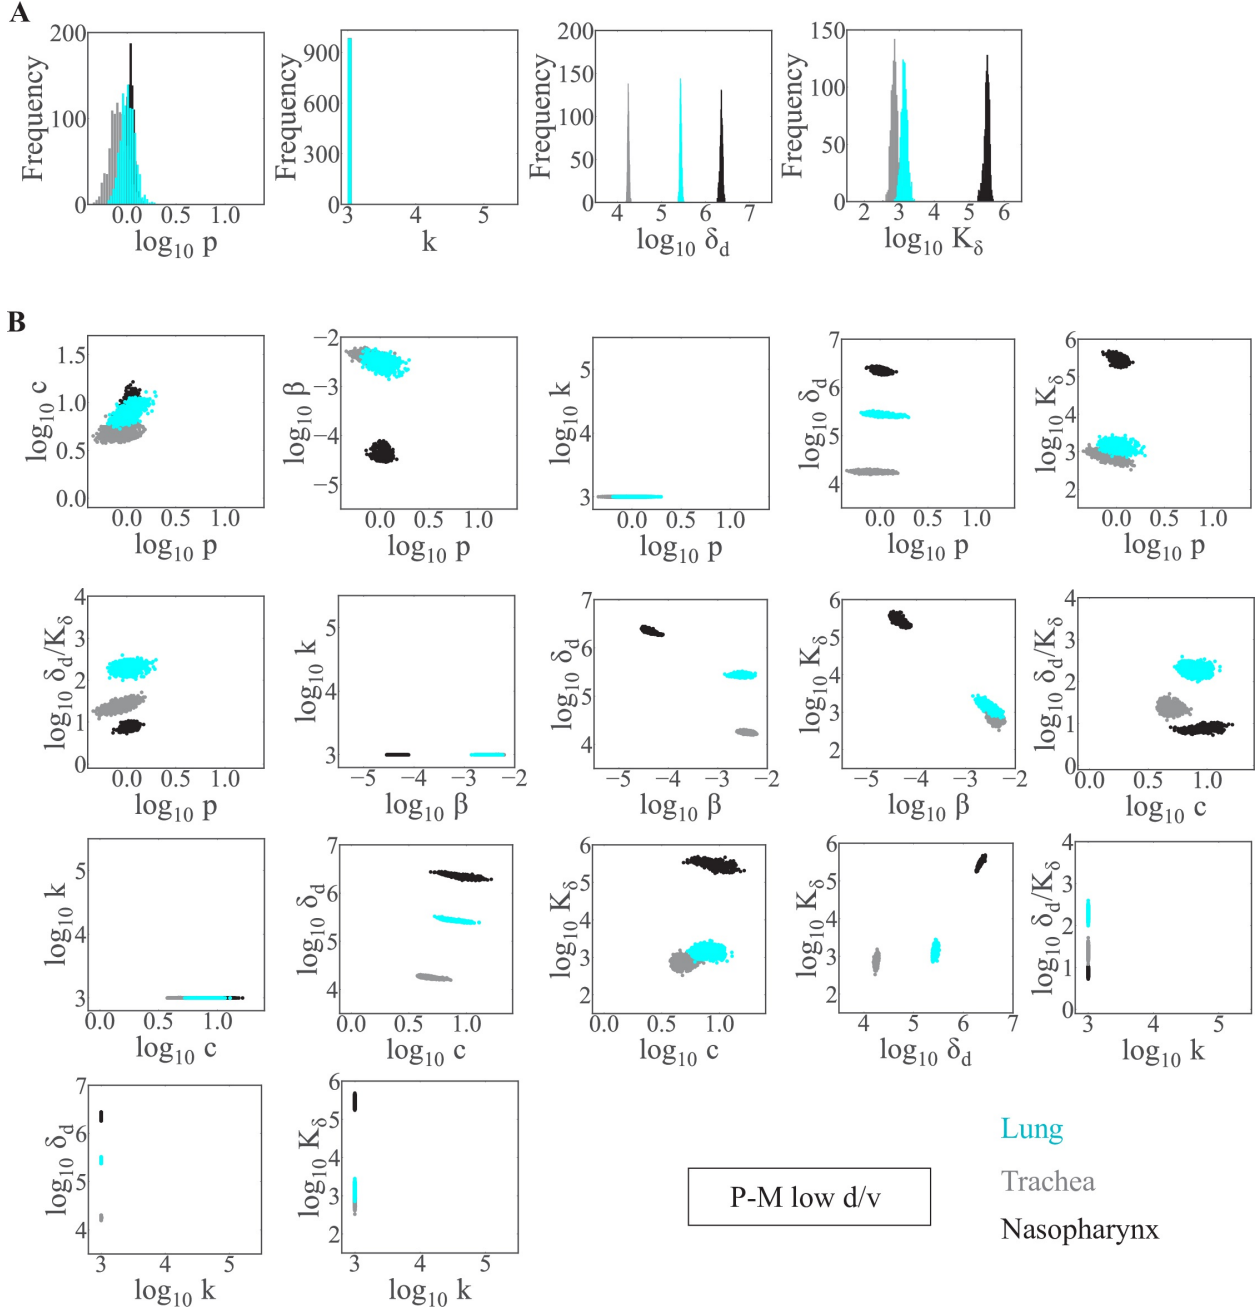 A
200
100
0
Frequency
0.0 0.5 1.0
log10 p
900
600
300
0
Frequency
3 4 5
k
200
150
100
50
0
Frequency
4 5 6 7
log10 δd
150
100
50
0
Frequency
2 3 4 5 6
log10 Kδ
B
1.5
1.0
0.5
0.0
log10 c
0.0 0.5 1.0
log10 p
−2
−3
−4
−5
log10 β
0.0 0.5 1.0
log10 p
5
4
3
log10 k
0.0 0.5 1.0
log10 p
7
6
5
4
log10 δd
0.0 0.5 1.0
log10 p
6
5
4
3
2
log10 Kδ
0.0 0.5 1.0
log10 p
4
3
2
1
0
log10 δd/Kδ
0.0 0.5 1.0
log10 p
5
4
3
log10 k
−5 −4 −3 −2
log10 β
7
6
5
4
log10 δd
−5 −4 −3 −2
log10 β
6
5
4
3
2
log10 Kδ
−5 −4 −3 −2
log10 β
4
3
2
1
0
log10 δd/Kδ
0.0 0.5 1.0
log10 c
5
4
3
log10 k
0.0 0.5 1.0
log10 c
7
6
5
4
log10 δd
0.0 0.5 1.0
log10 c
6
5
4
3
2
log10 Kδ
0.0 0.5 1.0
log10 c
6
5
4
3
2
log10 Kδ
4 5 6 7
log10 δd
4
3
2
1
0
log10 δd/Kδ
3 4 5
log10 k
7
6
5
4
log10 δd
3 4 5
log10 k
6
5
4
3
2
log10 Kδ
3 4 5
log10 k
P-M low d/v
Lung
Trachea
Nasopharynx